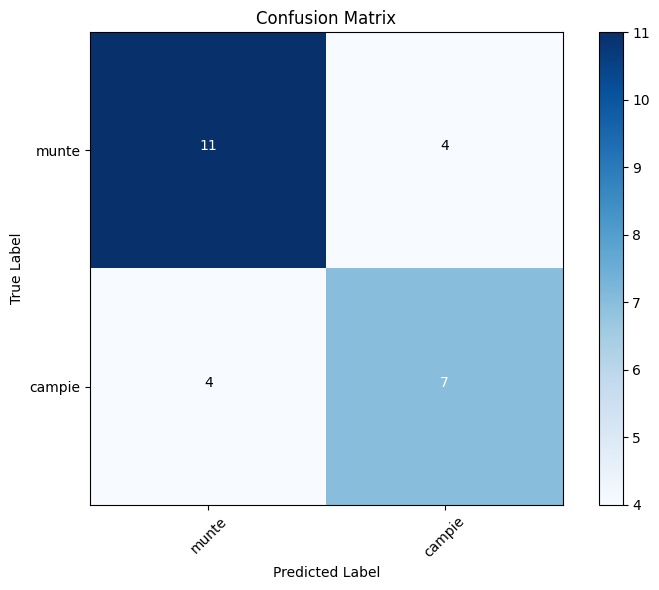 Confusion Matrix
True Label
munte
campie
11
4
4
7
munte
campie
Predicted Label
11
10
9
8
7
6
5
4